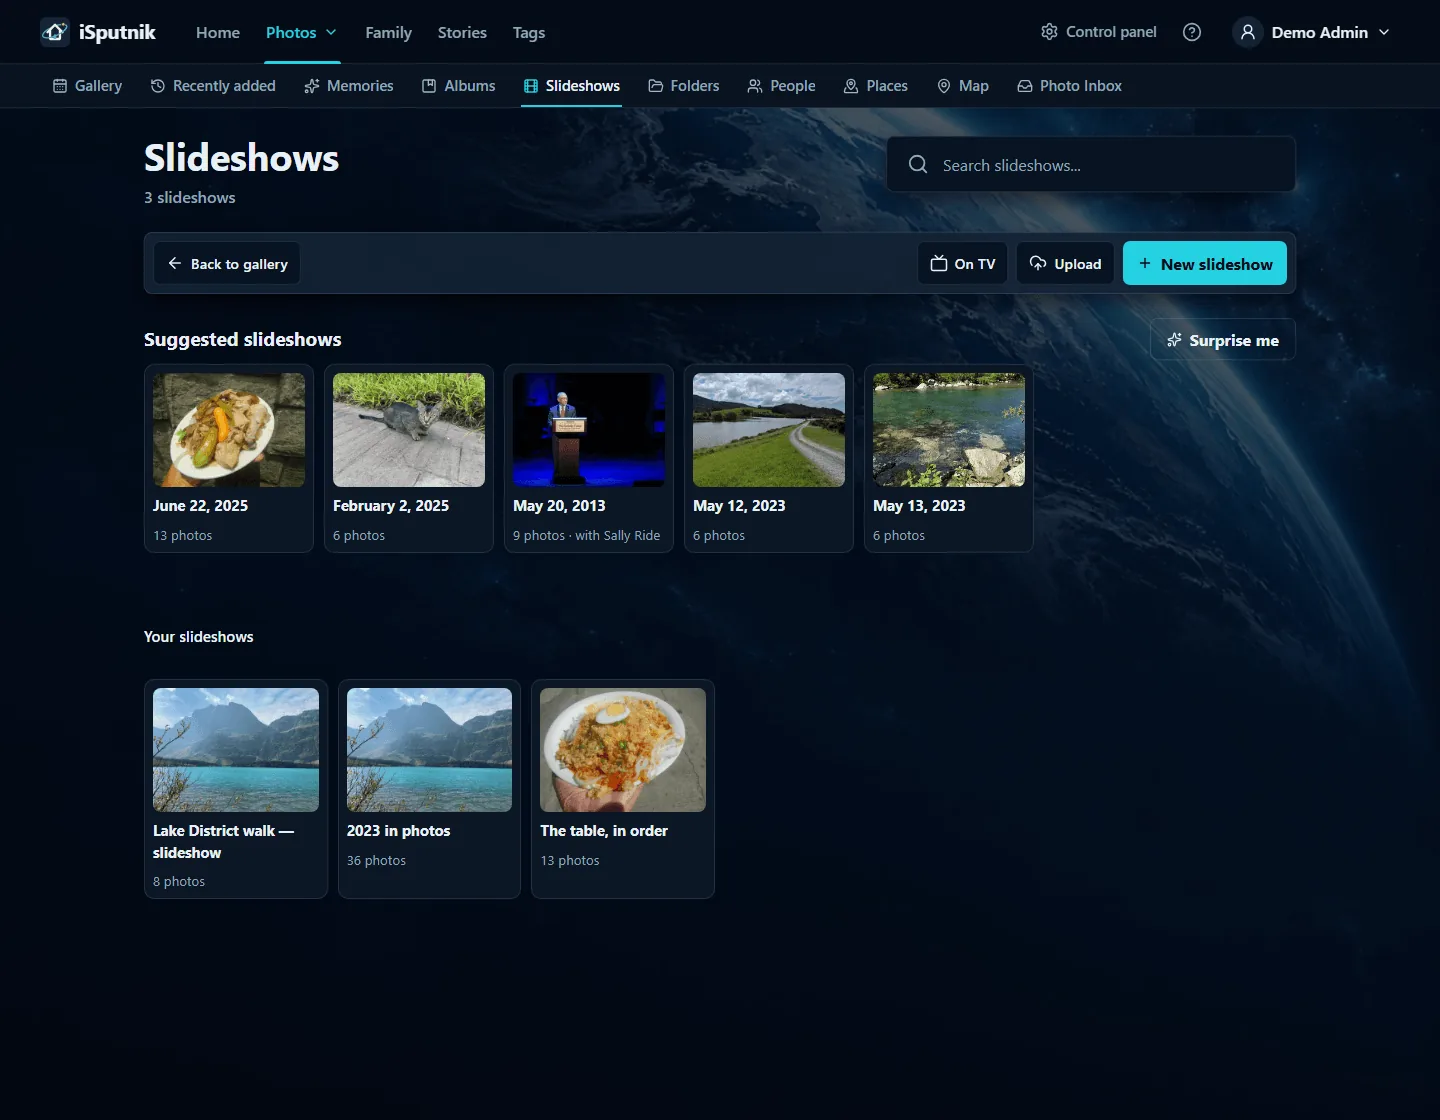 iSputnik
Home
Photos
Family
Stories
Tags
Control panel
Demo Admin
Gallery
Recently added
Memories
Albums
Slideshows
Folders
People
Places
Map
Photo Inbox
Slideshows
3 slideshows
Search slideshows...
Back to gallery
On TV
Upload
+ New slideshow
Suggested slideshows
Surprise me
June 22, 2025
13 photos
February 2, 2025
6 photos
May 20, 2013
9 photos · with Sally Ride
May 12, 2023
6 photos
May 13, 2023
6 photos
Your slideshows
Lake District walk —
slideshow
8 photos
2023 in photos
36 photos
The table, in order
13 photos